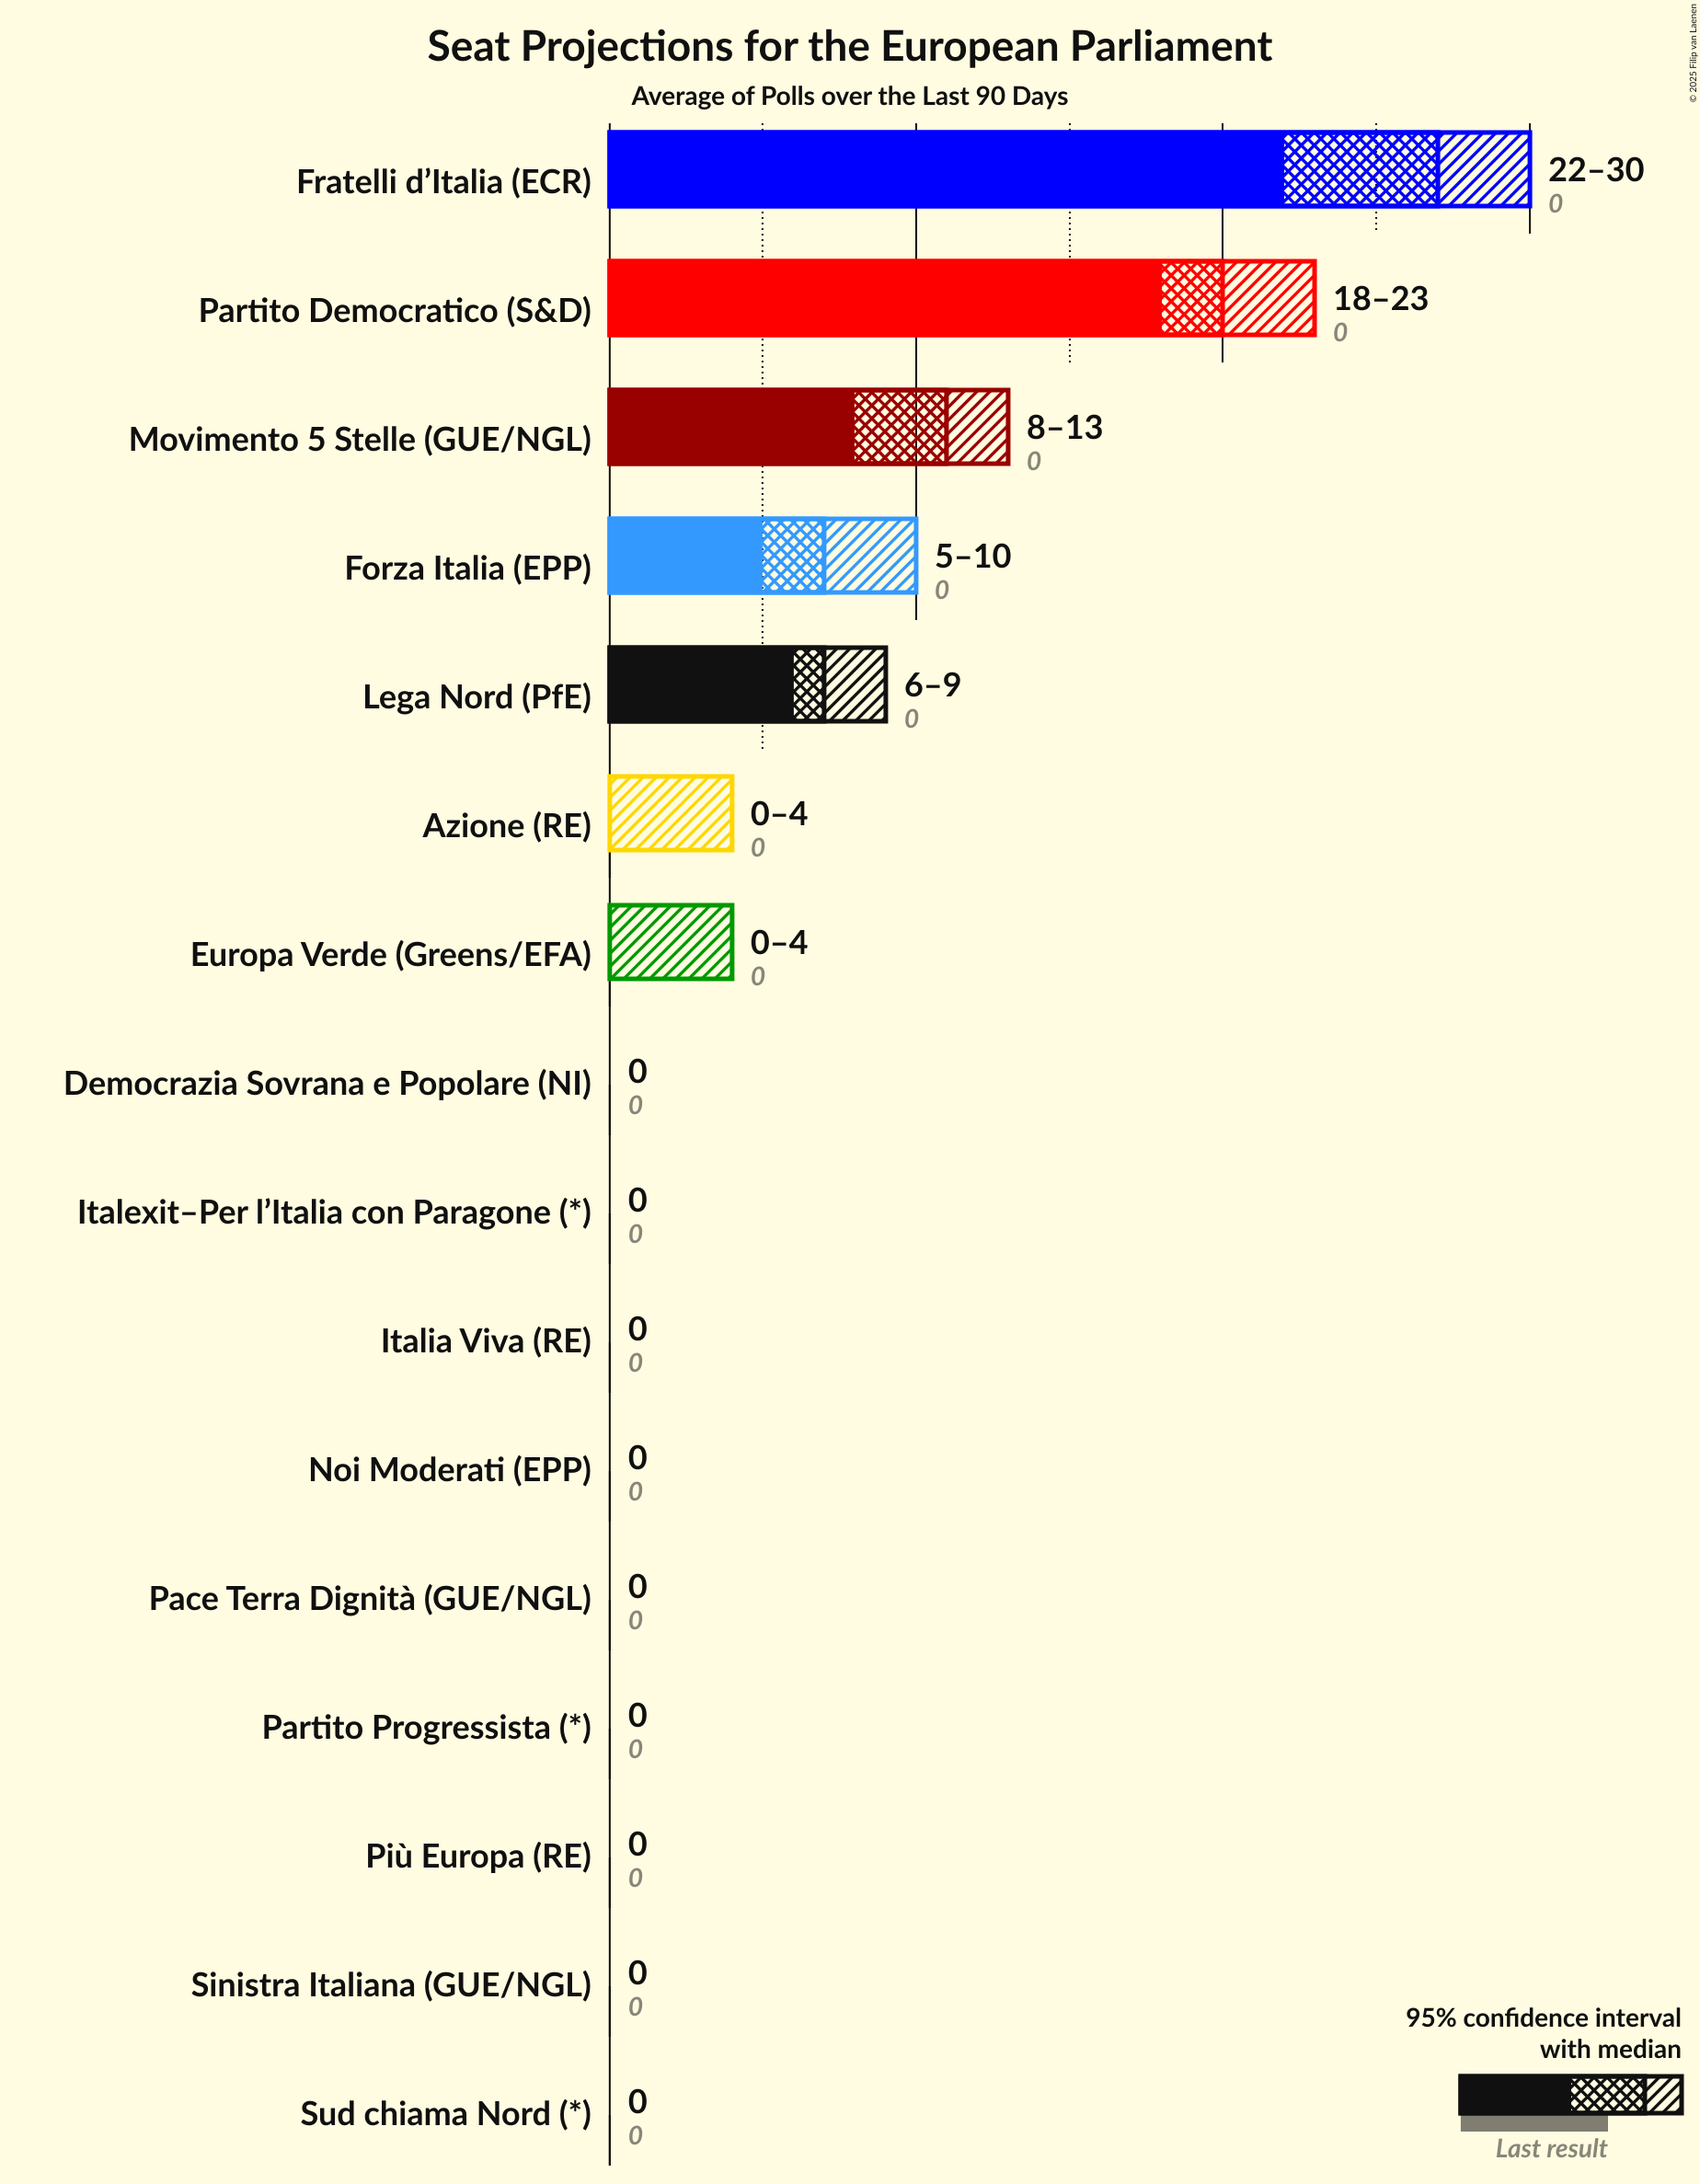 Seat Projections for the European Parliament
Average of Polls over the Last 90 Days
© 2025 Filip van Laenen
Fratelli d’Italia (ECR)
22–30
0
Partito Democratico (S&D)
18–23
0
Movimento 5 Stelle (GUE/NGL)
8–13
0
Forza Italia (EPP)
5–10
0
Lega Nord (PfE)
6–9
0
Azione (RE)
0–4
0
Europa Verde (Greens/EFA)
0–4
0
Democrazia Sovrana e Popolare (NI)
0
0
Italexit–Per l’Italia con Paragone (*)
0
0
Italia Viva (RE)
0
0
Noi Moderati (EPP)
0
0
Pace Terra Dignità (GUE/NGL)
0
0
Partito Progressista (*)
0
0
Più Europa (RE)
0
0
Sinistra Italiana (GUE/NGL)
0
0
Sud chiama Nord (*)
0
0
95% confidence interval
with median
Last result